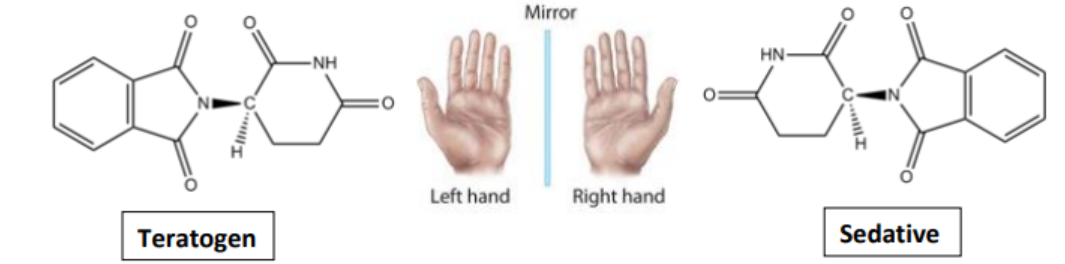 Mirror
O
O
NH
N
C
O
H
O
Left hand
Right hand
O
O
HN
O
C
N
H
O
Teratogen
Sedative